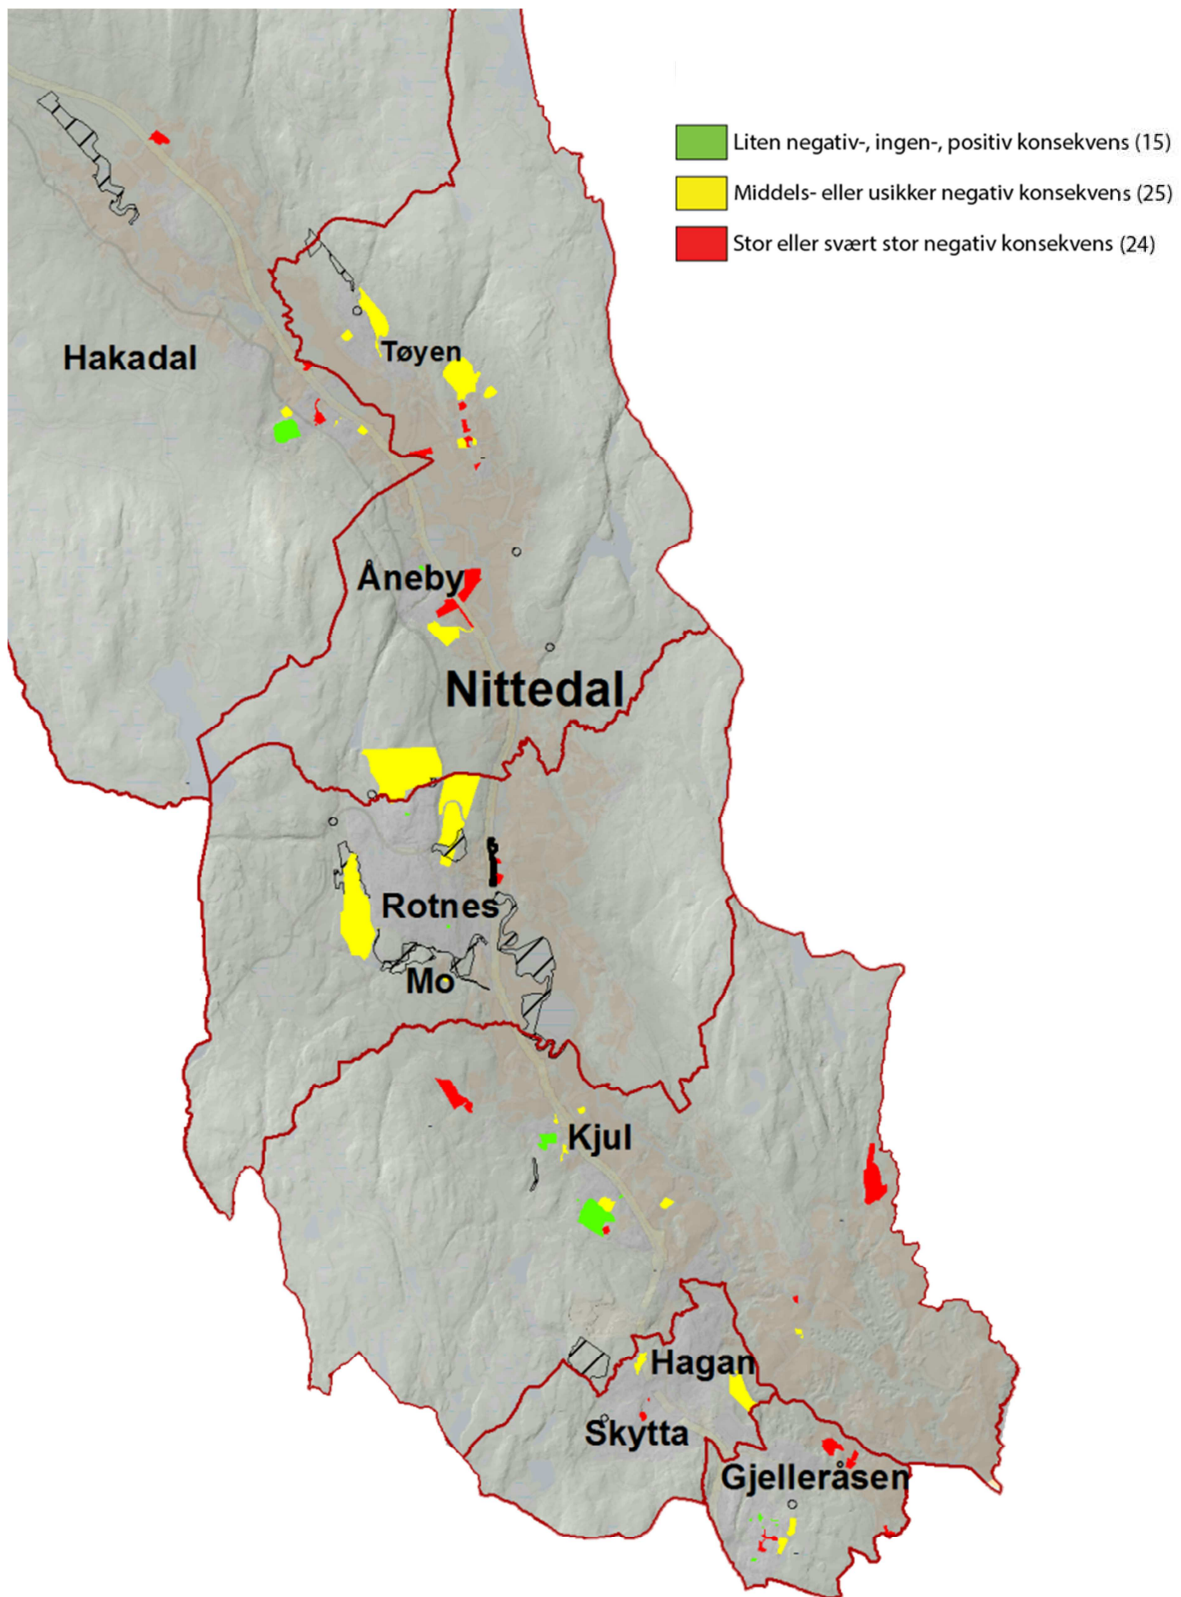 Liten negativ-, ingen-, positiv konsekvens (15)
Middels- eller usikker negativ konsekvens (25)
Stor eller svært stor negativ konsekvens (24)
Hakadal
Tøyen
Åneby
Nittedal
Rotnes
Mo
Kjul
Hagan
Skytta
Gjelleråsen